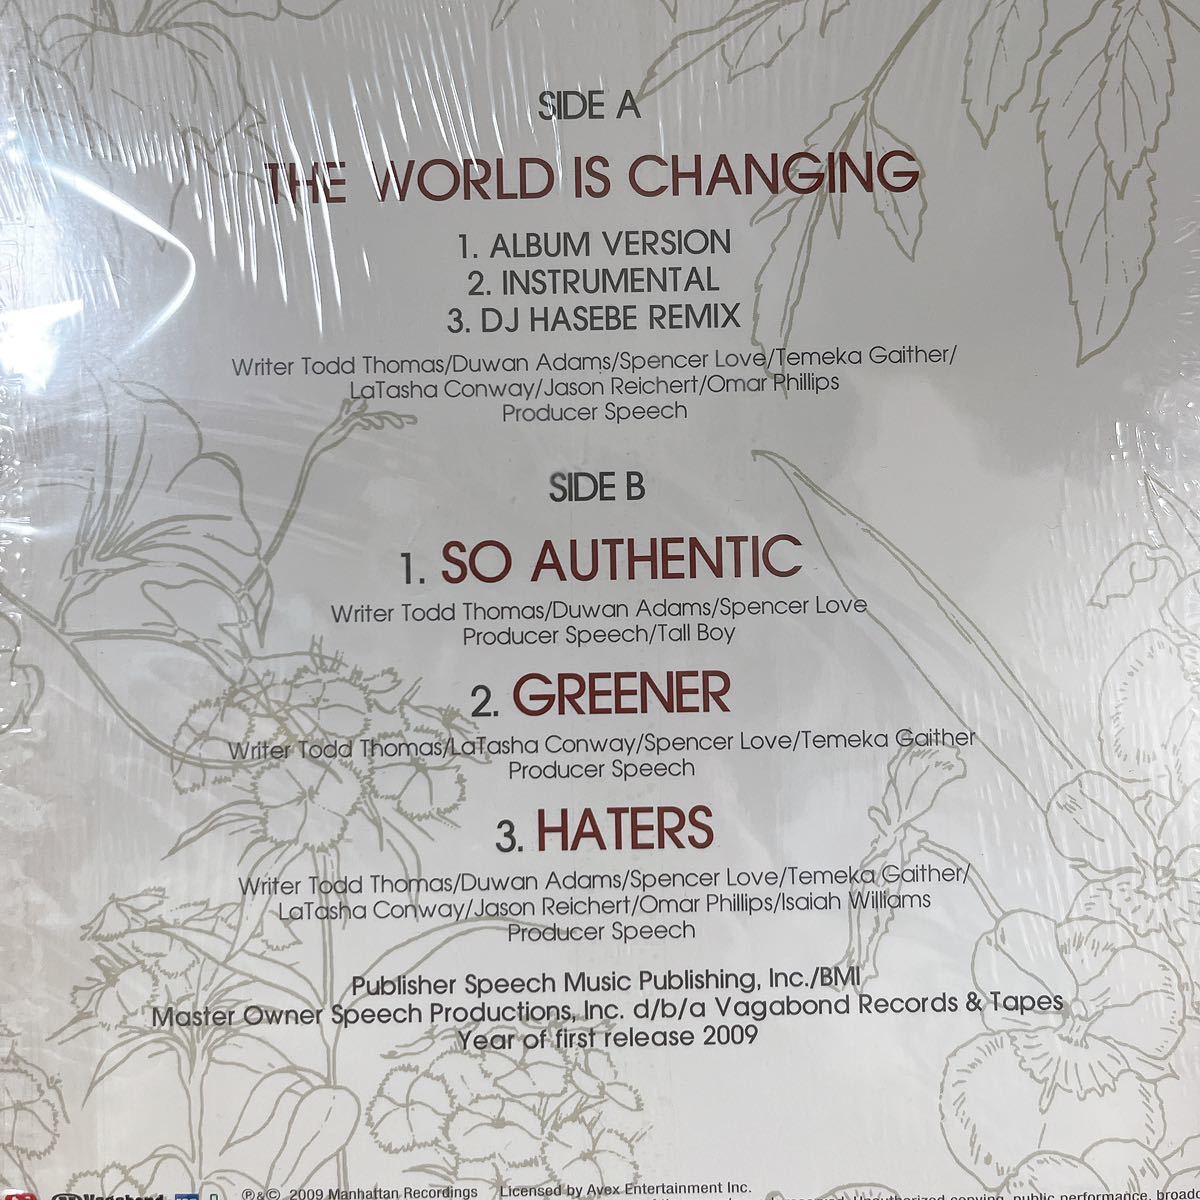 SIDE A
THE WORLD IS CHANGING
1. ALBUM VERSION
2. INSTRUMENTAL
3. DJ HASEBE REMIX
Writer Todd Thomas/Duwan Adams/Spencer Love/Temeka Gaither/
LaTasha Conway/Jason Reichert/Omar Phillips
Producer Speech
SIDE B
1. SO AUTHENTIC
Writer Todd Thomas/Duwan Adams/Spencer Love
Producer Speech/Tall Boy
2. GREENER
Writer Todd Thomas/LaTasha Conway/Spencer Love/Temeka Gaither
Producer Speech
3. HATERS
Writer Todd Thomas/Duwan Adams/Spencer Love/Temeka Gaither/
LaTasha Conway/Jason Reichert/Omar Phillips/Isaiah Williams
Producer Speech
Publisher Speech Music Publishing, Inc./BMI
Master Owner Speech Productions, Inc. d/b/a Vagabond Records & Tapes
Year of first release 2009
℗&© 2009 Manhattan Recordings Licensed by Avex Entertainment Inc.